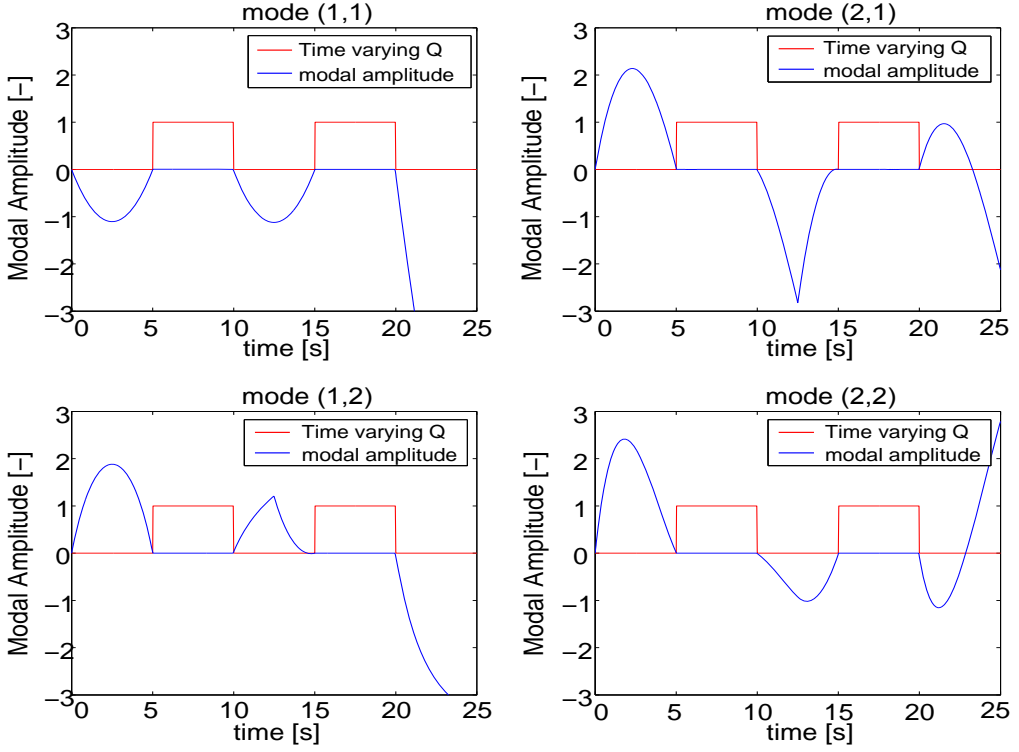 mode (1,1)
3
2
1
0
−1
−2
−3
Modal Amplitude [-]
Time varying Q
modal amplitude
0 5 10 15 20 25
time [s]
mode (2,1)
3
2
1
0
−1
−2
−3
Modal Amplitude [-]
Time varying Q
modal amplitude
0 5 10 15 20 25
time [s]
mode (1,2)
3
2
1
0
−1
−2
−3
Modal Amplitude [-]
Time varying Q
modal amplitude
0 5 10 15 20 25
time [s]
mode (2,2)
3
2
1
0
−1
−2
−3
Modal Amplitude [-]
Time varying Q
modal amplitude
0 5 10 15 20 25
time [s]